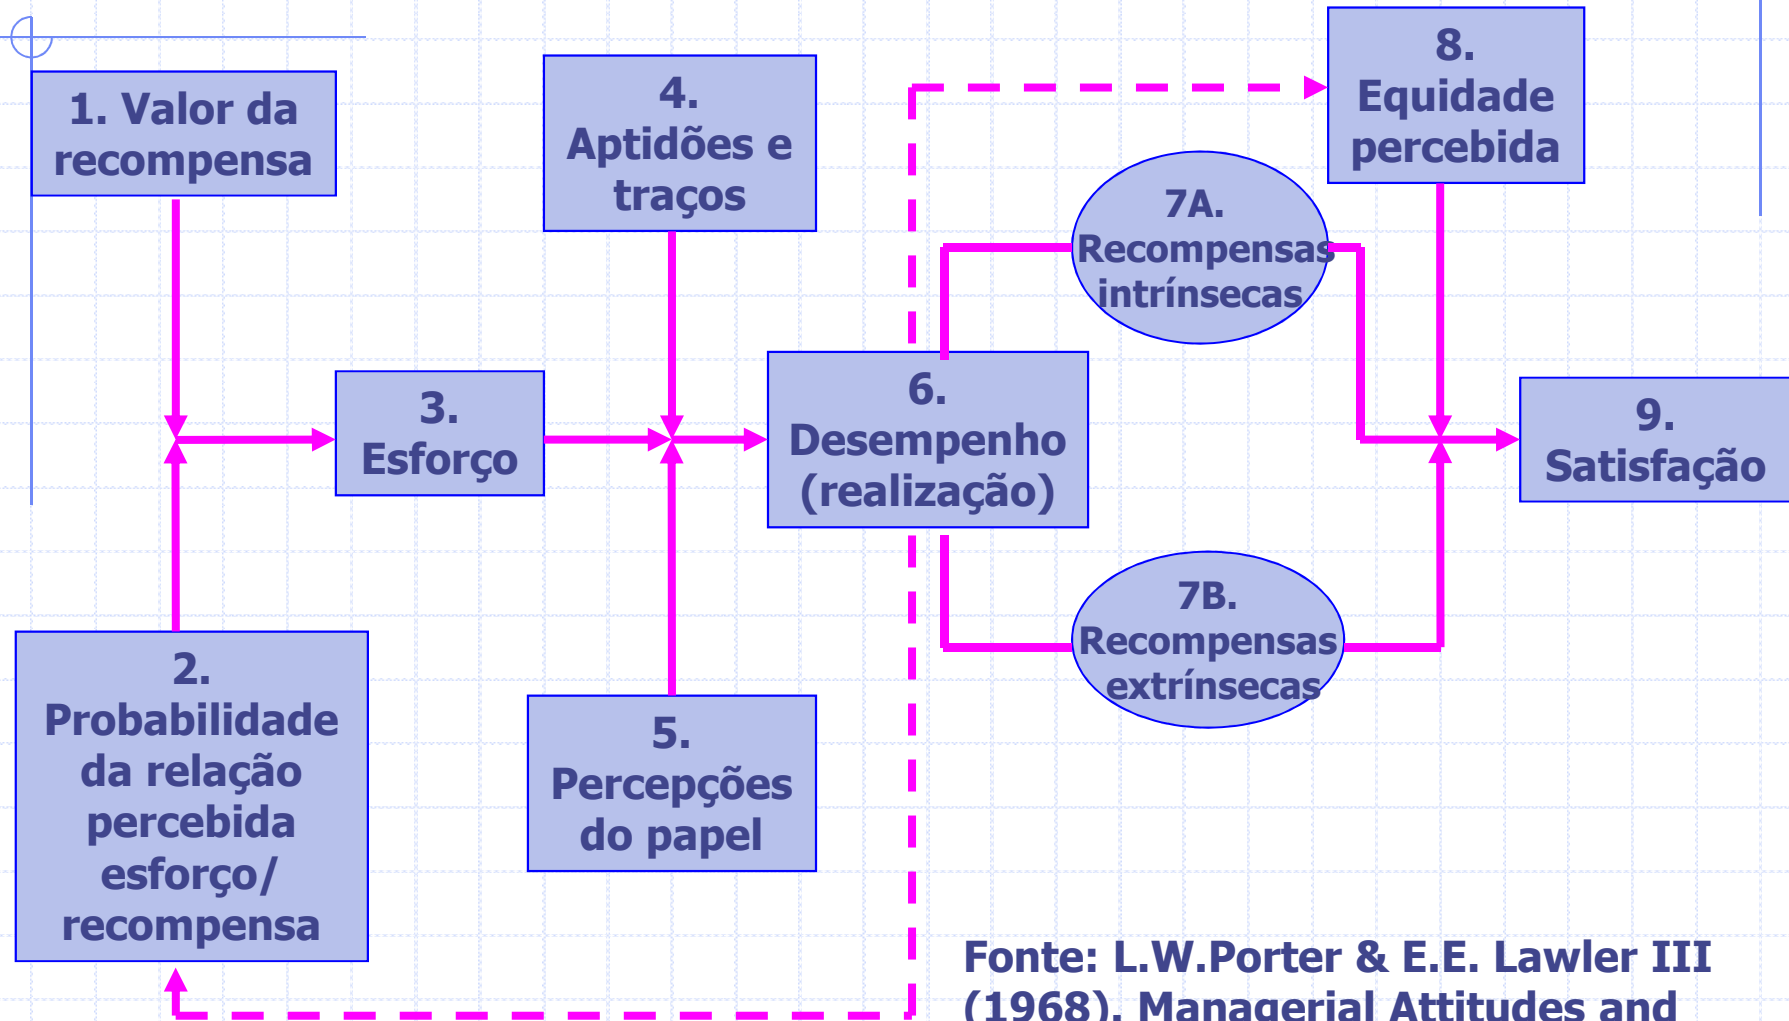 1. Valor da
recompensa
2.
Probabilidade
da relação
percebida
esforço/
recompensa
3.
Esforço
4.
Aptidões e
traços
5.
Percepções
do papel
6.
Desempenho
(realização)
7A.
Recompensas
intrínsecas
7B.
Recompensas
extrínsecas
8.
Equidade
percebida
9.
Satisfação
Fonte: L.W.Porter & E.E. Lawler III
(1968). Managerial Attitudes and